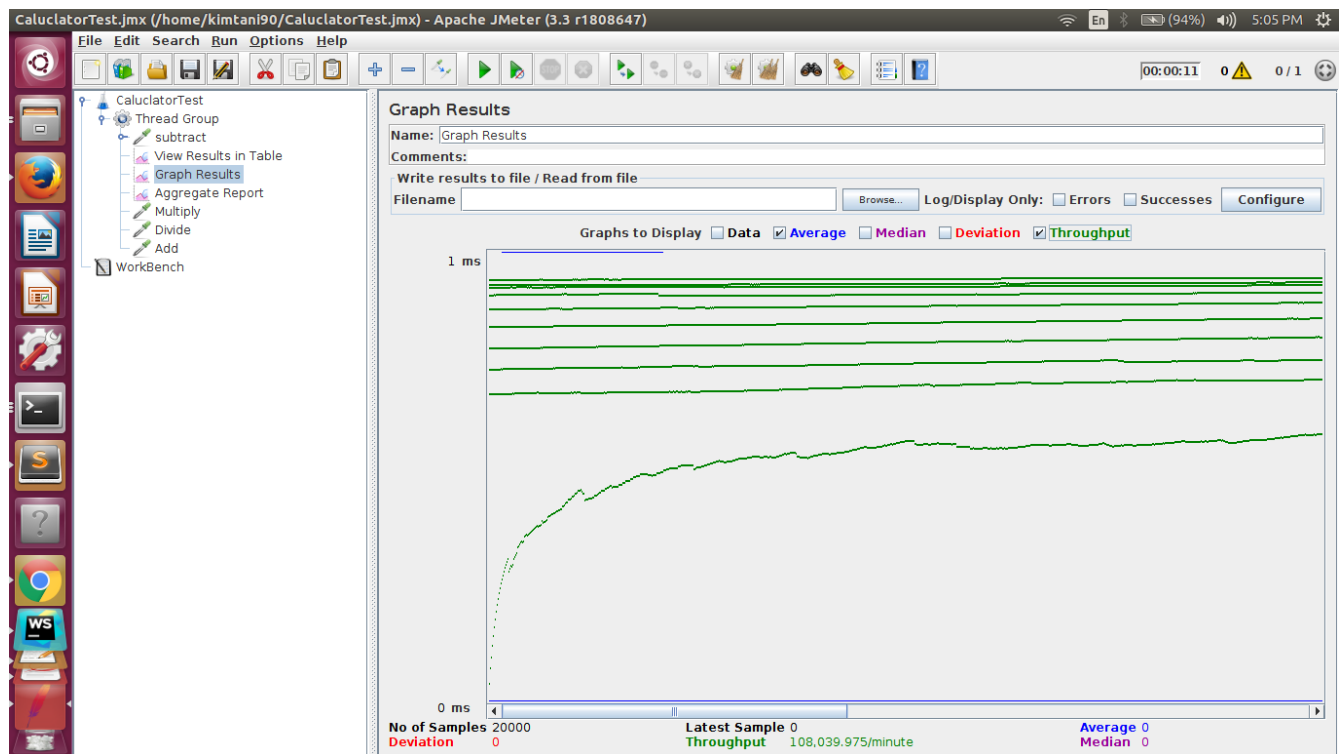 CaluclatorTest.jmx (/home/kimtani90/CaluclatorTest.jmx) - Apache JMeter (3.3 r1808647)
En (94%) 5:05 PM
File Edit Search Run Options Help
00:00:11 0 0 / 1
CaluclatorTest
Thread Group
subtract
View Results in Table
Graph Results
Aggregate Report
Multiply
Divide
Add
WorkBench
Graph Results
Name: Graph Results
Comments:
Write results to file / Read from file
Filename Browse... Log/Display Only: Errors Successes Configure
Graphs to Display Data Average Median Deviation Throughput
1 ms
0 ms
No of Samples 20000 Latest Sample 0 Average 0
Deviation 0 Throughput 108,039.975/minute Median 0
>_
S
?
WS